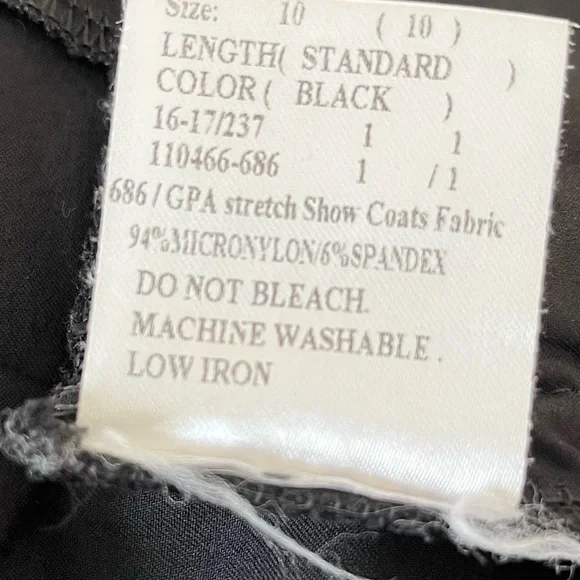 Size: 10 ( 10 )
LENGTH( STANDARD )
COLOR ( BLACK )
16-17/237 1 1
110466-686 1 / 1
686 / GPA stretch Show Coats Fabric
94%MICRONYLON/6%SPANDEX
DO NOT BLEACH.
MACHINE WASHABLE .
LOW IRON